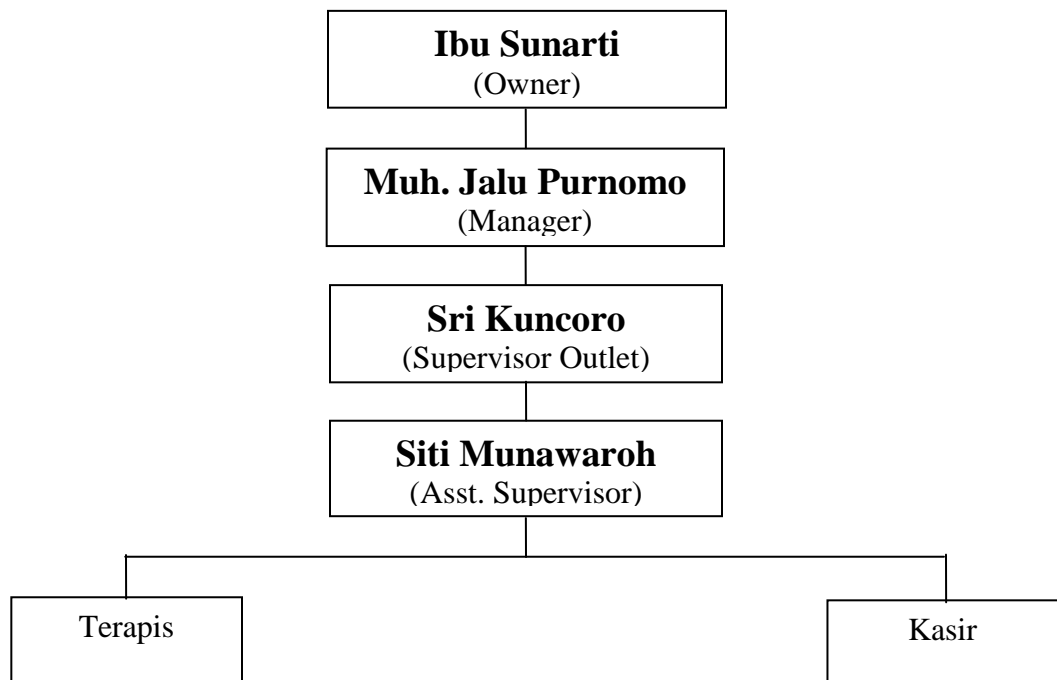 Ibu Sunarti
(Owner)
Muh. Jalu Purnomo
(Manager)
Sri Kuncoro
(Supervisor Outlet)
Siti Munawaroh
(Asst. Supervisor)
Terapis
Kasir